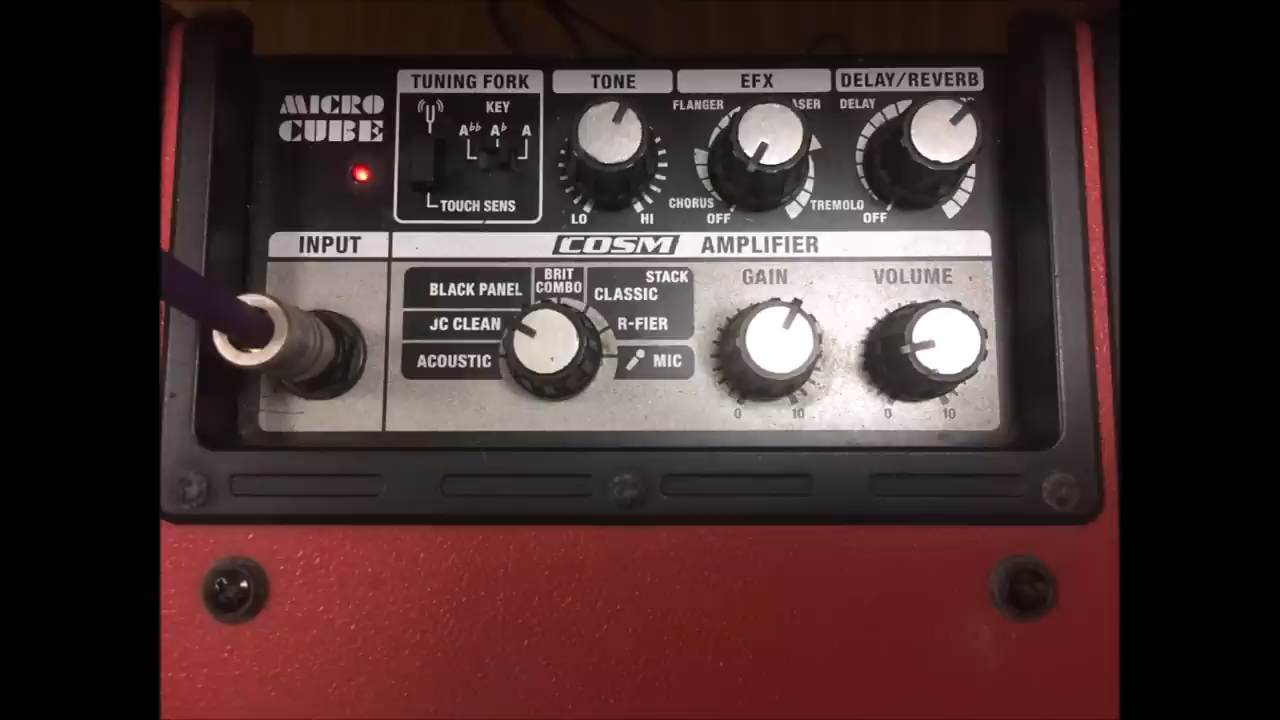 TUNING FORK
TONE
EFX
DELAY/REVERB
MICRO
CUBE
KEY
A♭♭ A♭ A
TOUCH SENS
LO
HI
FLANGER
CHORUS
OFF
TREMOLO
DELAY
OFF
INPUT
COSM AMPLIFIER
BLACK PANEL
BRIT
COMBO
STACK
CLASSIC
JC CLEAN
R-FIER
ACOUSTIC
MIC
GAIN
0
10
VOLUME
0
10